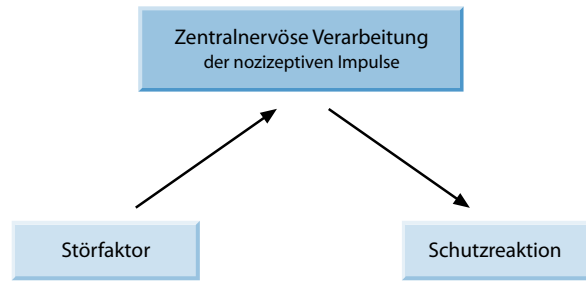 Zentralnervöse Verarbeitung
der nozizeptiven Impulse
Störfaktor
Schutzreaktion